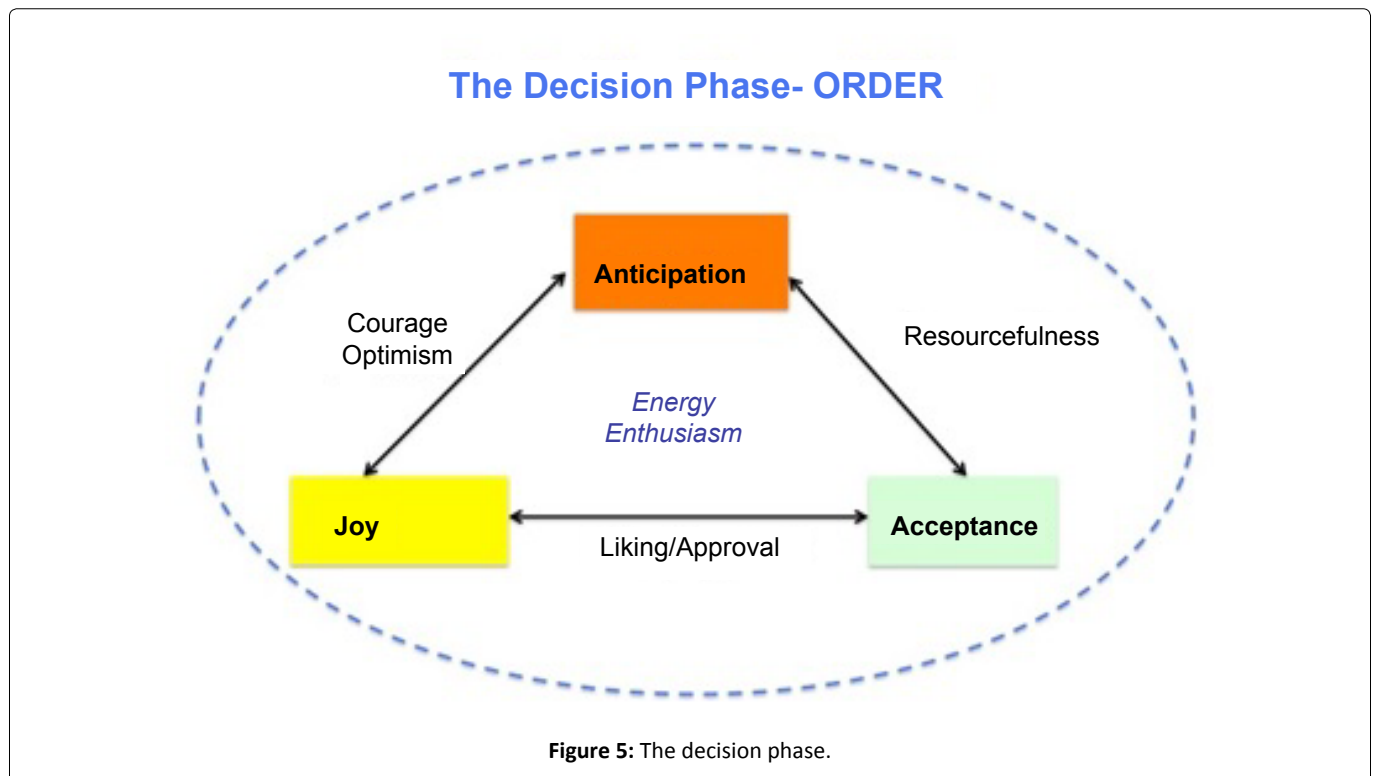 The Decision Phase- ORDER
Anticipation
Courage
Optimism
Resourcefulness
Energy
Enthusiasm
Joy
Acceptance
Liking/Approval
Figure 5: The decision phase.